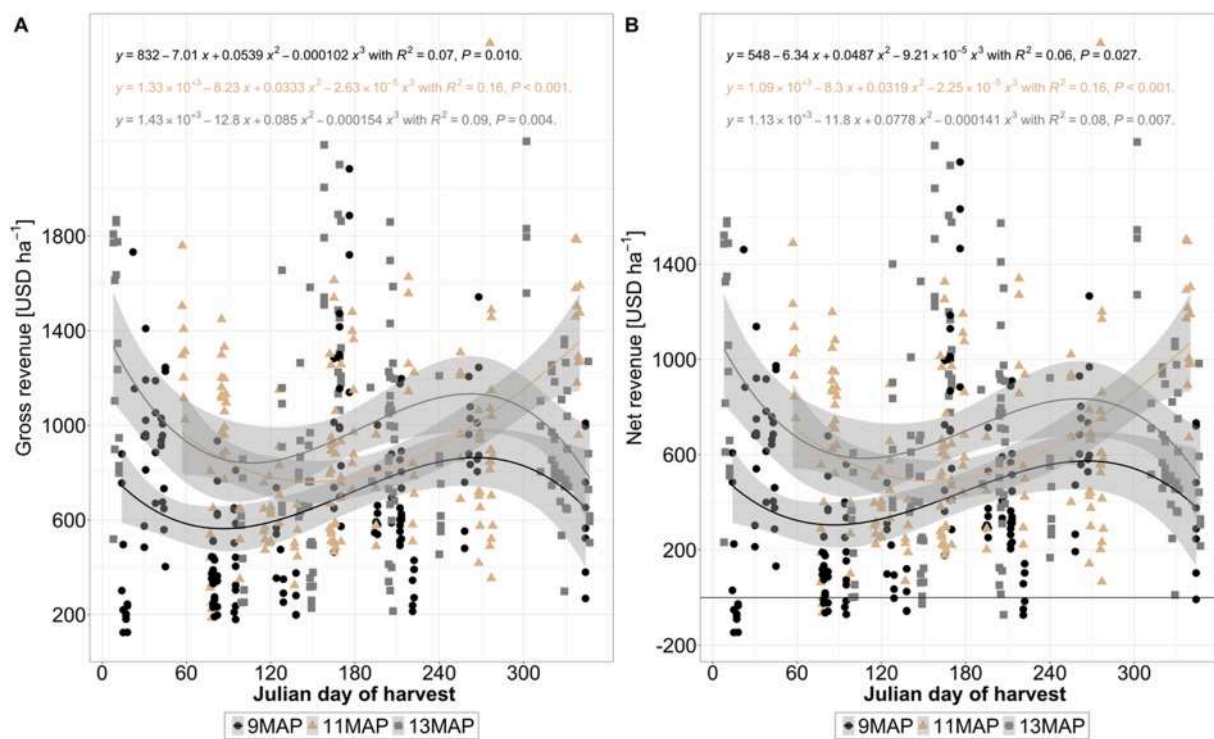 A
y = 832 − 7.01 x + 0.0539 x² − 0.000102 x³ with R² = 0.07, P = 0.010.
y = 1.33 × 10⁺³ − 8.23 x + 0.0333 x² − 2.63 × 10⁻⁵ x³ with R² = 0.16, P < 0.001.
y = 1.43 × 10⁺³ − 12.8 x + 0.085 x² − 0.000154 x³ with R² = 0.09, P = 0.004.
Gross revenue [USD ha⁻¹]
1800
1400
1000
600
200
0 60 120 180 240 300
Julian day of harvest
9MAP 11MAP 13MAP
B
y = 548 − 6.34 x + 0.0487 x² − 9.21 × 10⁻⁵ x³ with R² = 0.06, P = 0.027.
y = 1.09 × 10⁺³ − 8.3 x + 0.0319 x² − 2.25 × 10⁻⁵ x³ with R² = 0.16, P < 0.001.
y = 1.13 × 10⁺³ − 11.8 x + 0.0778 x² − 0.000141 x³ with R² = 0.08, P = 0.007.
Net revenue [USD ha⁻¹]
1400
1000
600
200
-200
0 60 120 180 240 300
Julian day of harvest
9MAP 11MAP 13MAP